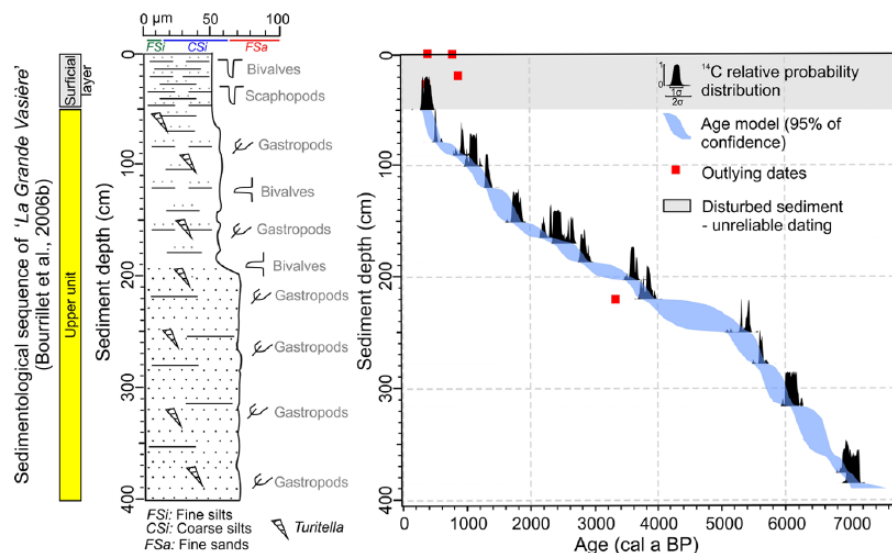 Sedimentological sequence of 'La Grande Vasière'
(Bourrillet et al., 2006b)
Surficial
layer
Upper unit
0 µm 50 100
FSi CSi FSa
Sediment depth (cm)
0
100
200
300
400
Bivalves
Scaphopods
Gastropods
Bivalves
Gastropods
Bivalves
Gastropods
Gastropods
Gastropods
Gastropods
FSi: Fine silts
CSi: Coarse silts
FSa: Fine sands
Turitella
Sediment depth (cm)
0
100
200
300
400
1
0
1σ
2σ
14C relative probability
distribution
Age model (95% of
confidence)
Outlying dates
Disturbed sediment
- unreliable dating
0 1000 2000 3000 4000 5000 6000 7000
Age (cal a BP)